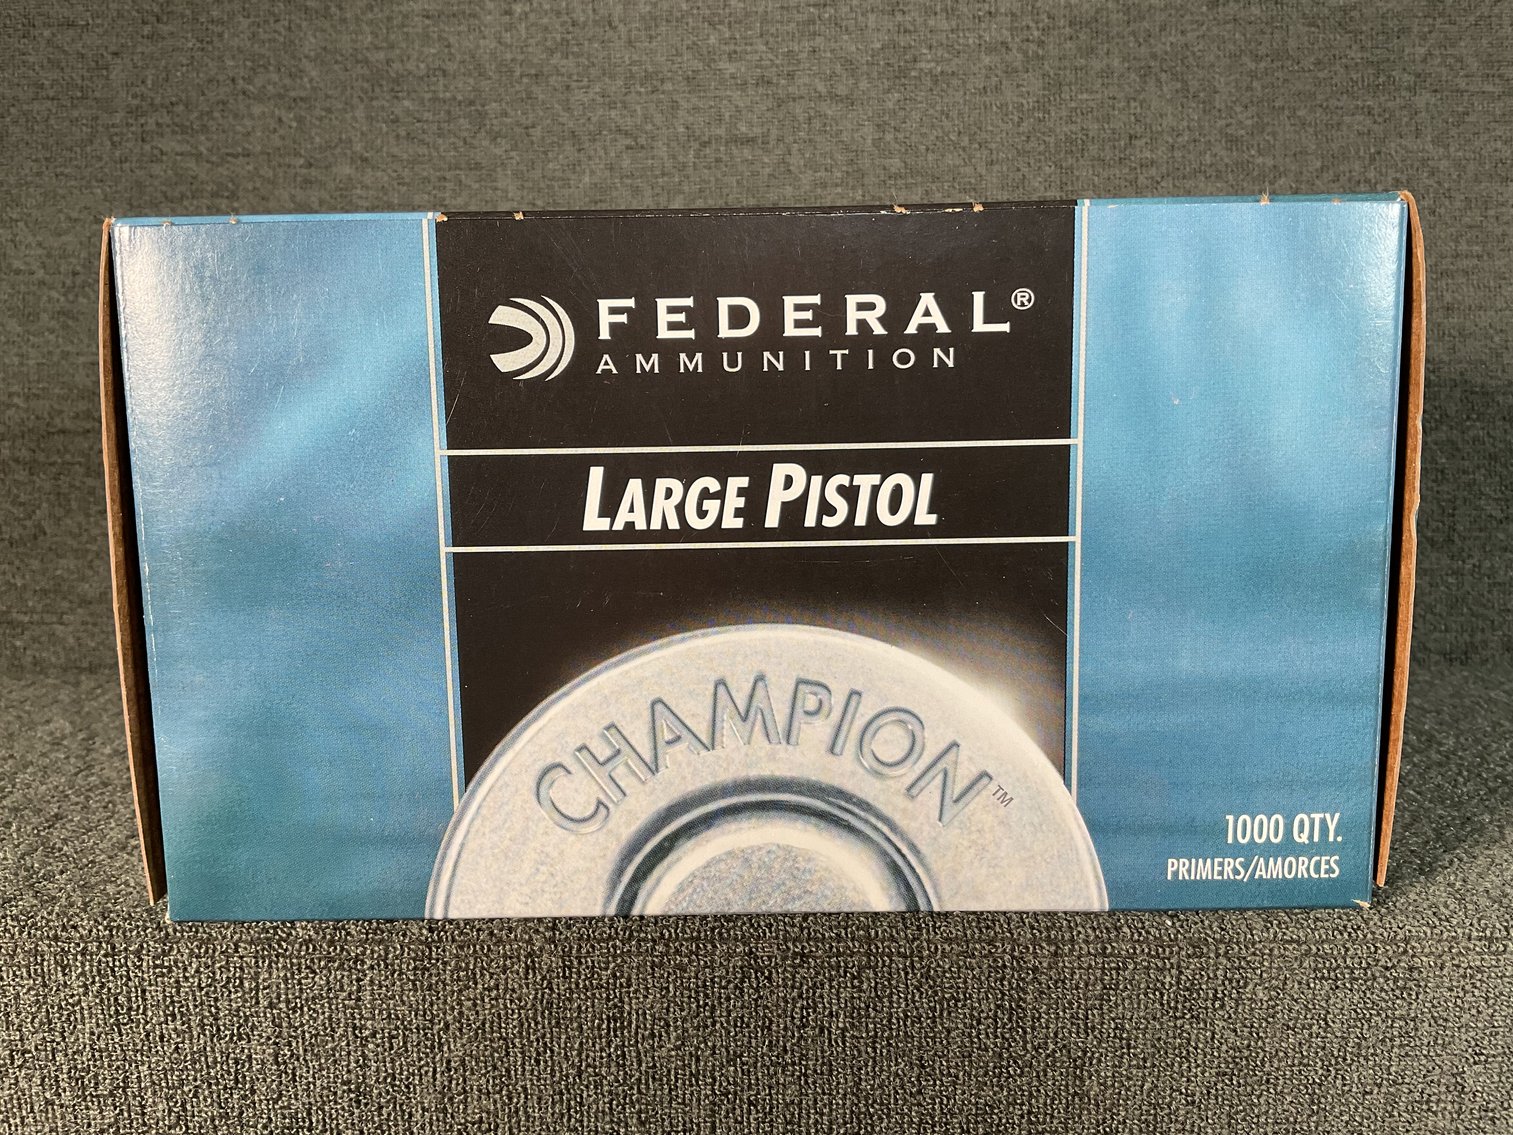 FEDERAL®
AMMUNITION
LARGE PISTOL
CHAMPION™
1000 QTY.
PRIMERS/AMORCES